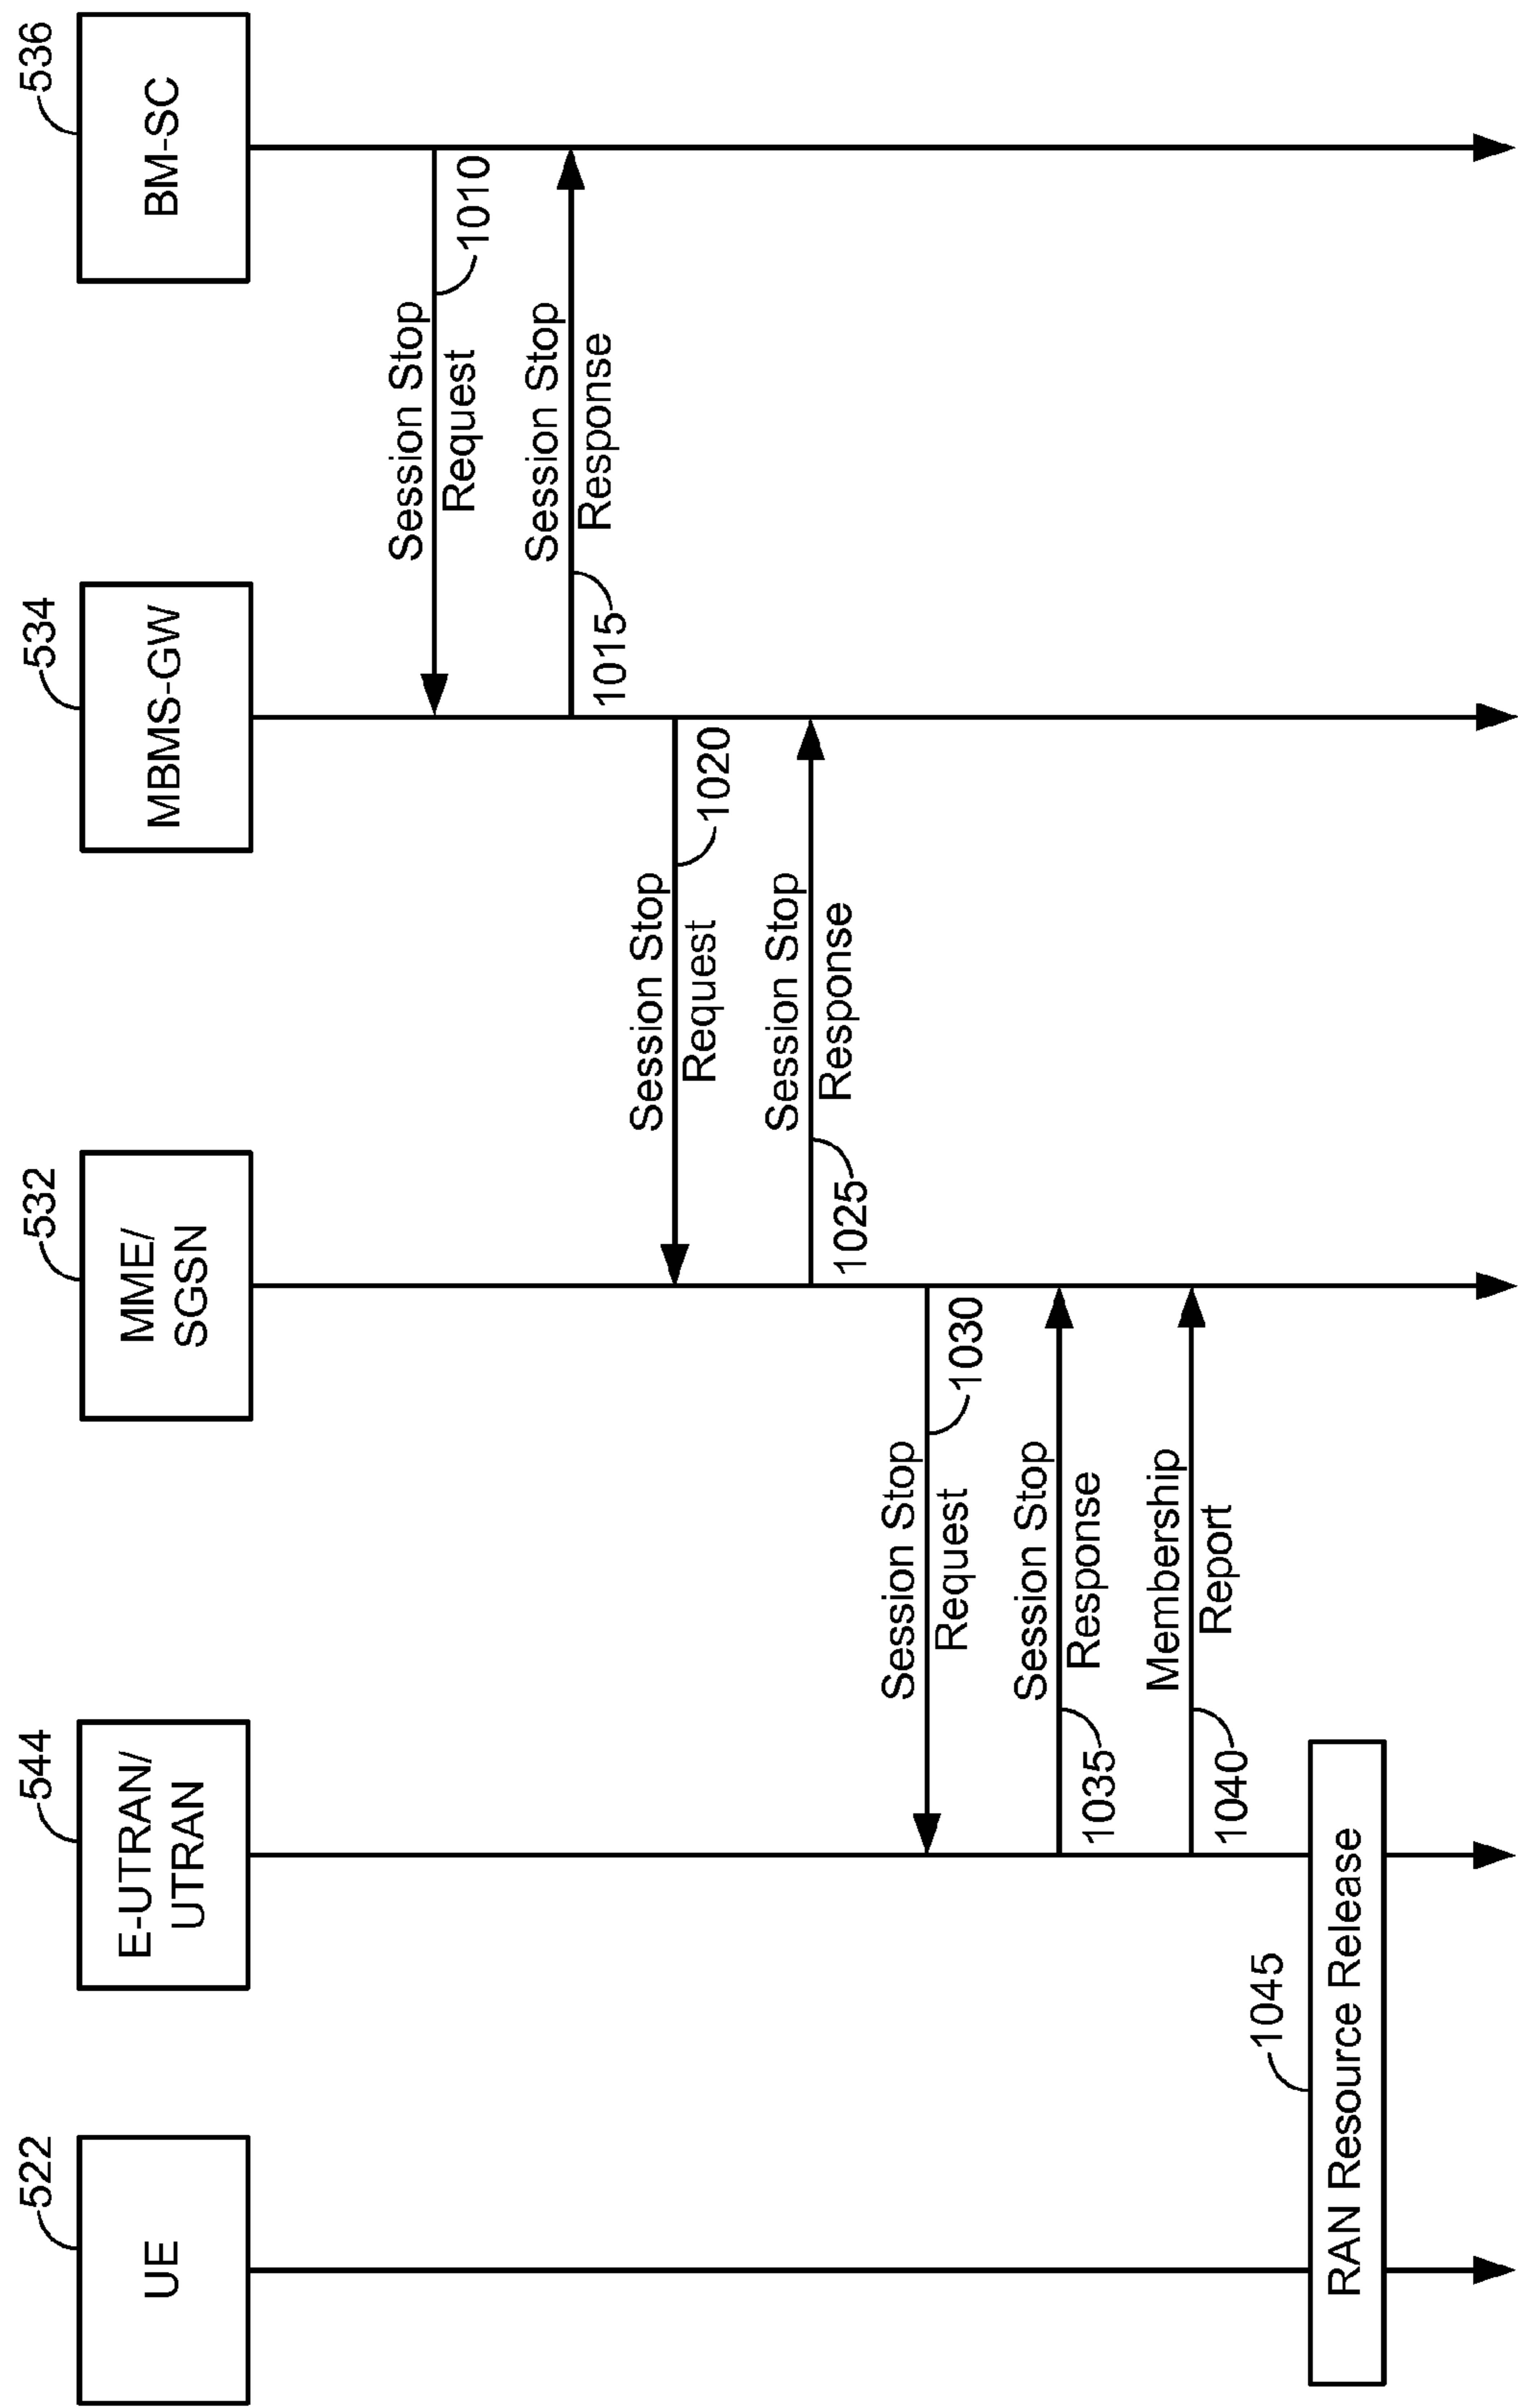 522
UE
544
E-UTRAN/
UTRAN
532
MME/
SGSN
534
MBMS-GW
536
BM-SC
Session Stop
Request
1010
Session Stop
Response
1015
Session Stop
Request
1020
Session Stop
Response
1025
Session Stop
Request
1030
Session Stop
Response
1035
Membership
Report
1040
1045
RAN Resource Release